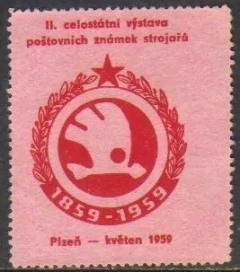 II. celostátní výstava
poštovních známek strojařů
1859-1959
Plzeň — květen 1959